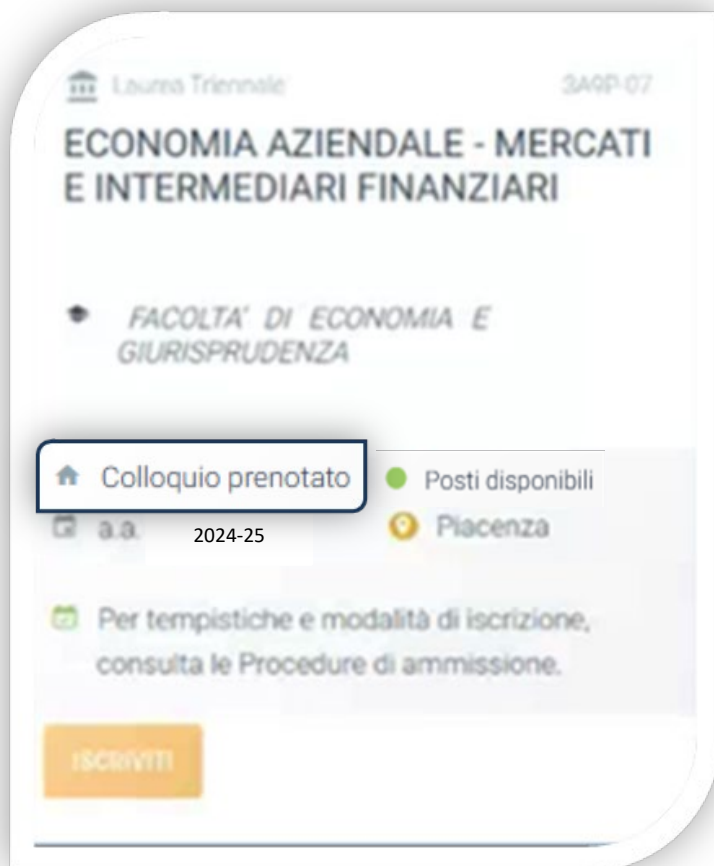 Laurea Triennale 3A9P-07
ECONOMIA AZIENDALE - MERCATI
E INTERMEDIARI FINANZIARI
FACOLTA' DI ECONOMIA E
GIURISPRUDENZA
Colloquio prenotato Posti disponibili
a.a. 2024-25 Piacenza
Per tempistiche e modalità di iscrizione,
consulta le Procedure di ammissione.
ISCRIVITI